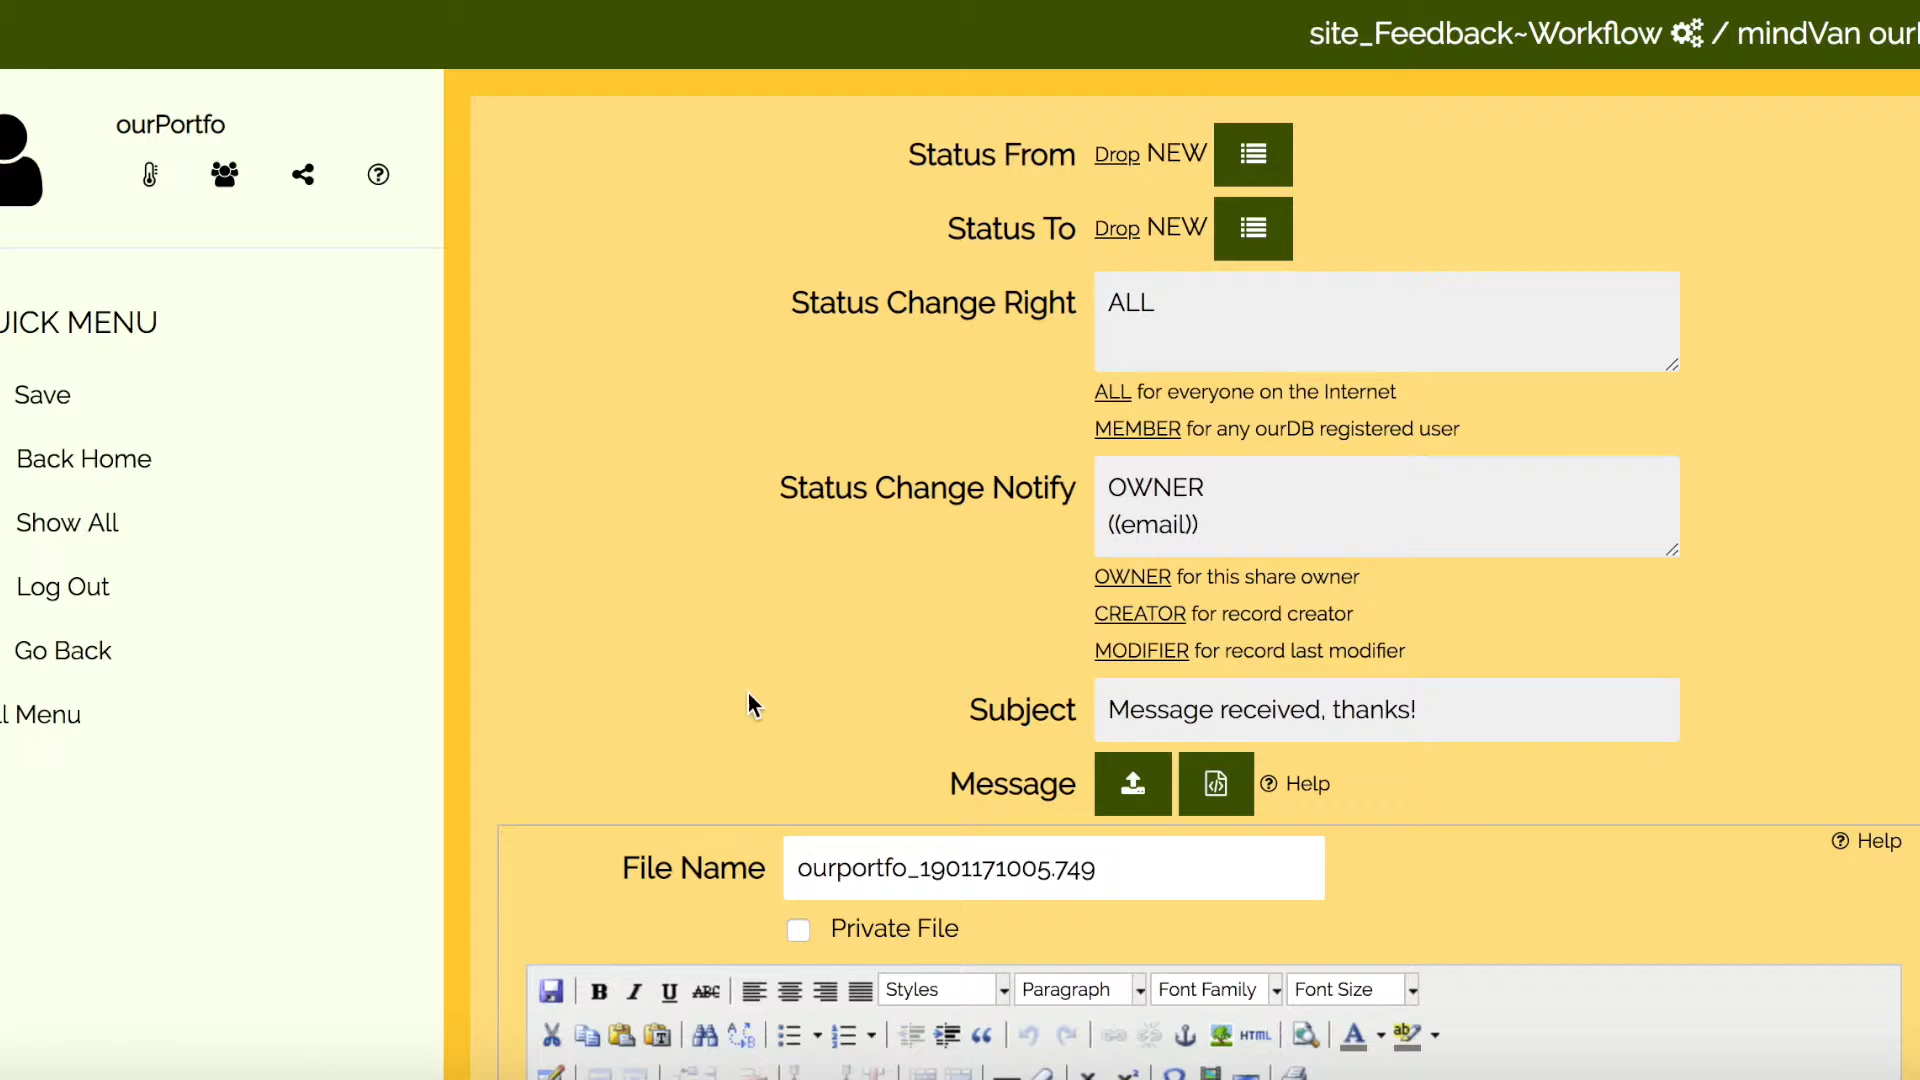 site_Feedback~Workflow / mindVan
ourPortfo
Save
Back Home
Show All
Log Out
Go Back
Menu
Status From Drop NEW
Status To Drop NEW
Status Change Right ALL
ALL for everyone on the Internet
MEMBER for any ourDB registered user
Status Change Notify OWNER
((email))
OWNER for this share owner
CREATOR for record creator
MODIFIER for record last modifier
Subject Message received, thanks!
Message Help
Help
File Name ourportfo_1901171005.749
Private File
B I U ABC Styles Paragraph Font Family Font Size
HTML A ab